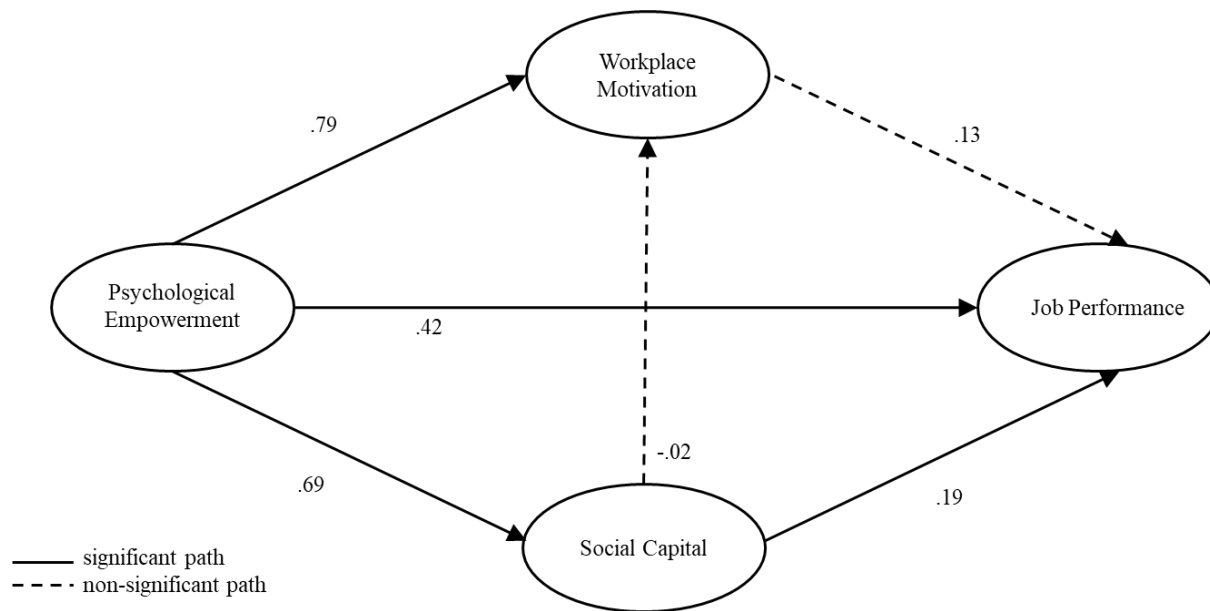 Workplace
Motivation
.79
.13
Psychological
Empowerment
.42
Job Performance
-.02
.69
.19
Social Capital
significant path
non-significant path